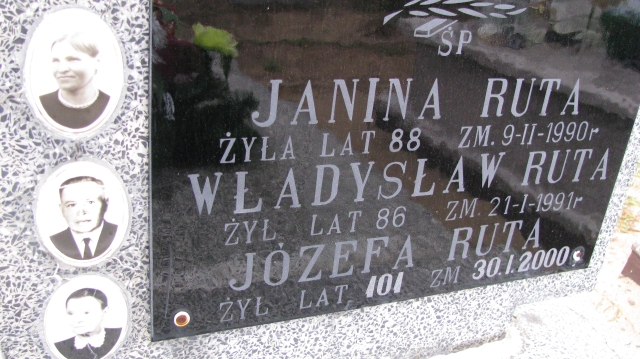 ŚP
JANINA RUTA
ŻYŁA LAT 88 ZM. 9-II-1990r
WŁADYSŁAW RUTA
ŻYŁ LAT 86 ZM. 21-I-1991r
JÓZEFA RUTA
ŻYŁ LAT 101 ZM 30.1.2000